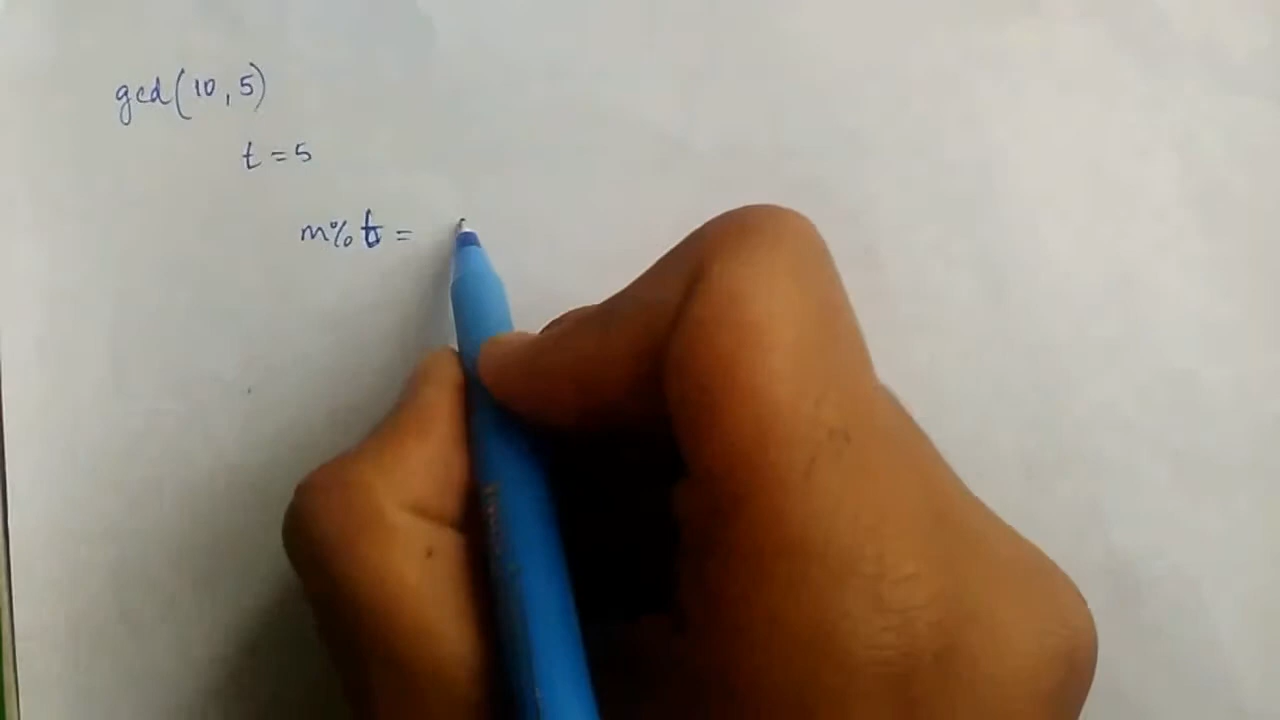 gcd(10, 5)
t = 5
m % t =